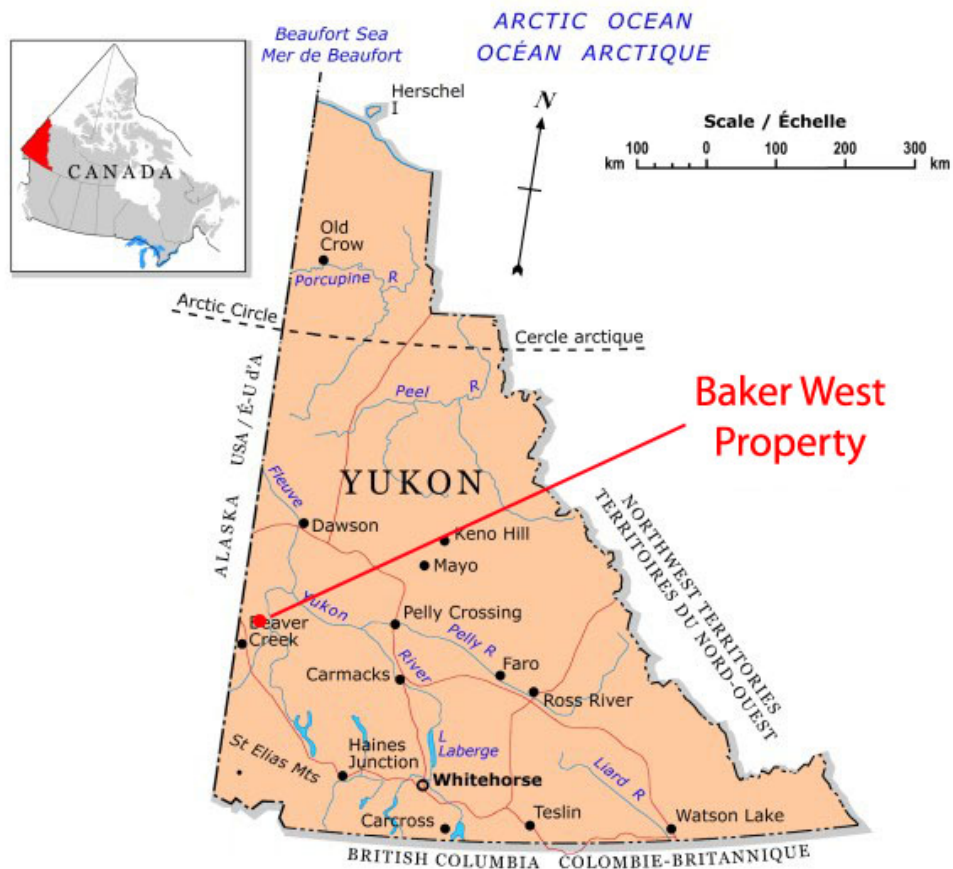 Beaufort Sea
Mer de Beaufort
ARCTIC OCEAN
OCÉAN ARCTIQUE
CANADA
Herschel
I
N
Scale / Échelle
km 100 0 100 200 300 km
Old
Crow
Porcupine R
Arctic Circle
Cercle arctique
Peel R
ALASKA USA / É-U d'A
Baker West
Property
YUKON
Fleuve
Dawson
Keno Hill
Mayo
NORTHWEST TERRITORIES
TERRITOIRES DU NORD-OUEST
Beaver
Creek
Yukon
Pelly Crossing
Pelly R
River
Carmacks
Faro
Ross River
L
Laberge
St Elias Mts
Haines
Junction
Whitehorse
Liard R
Carcross
Teslin
Watson Lake
BRITISH COLUMBIA COLOMBIE-BRITANNIQUE